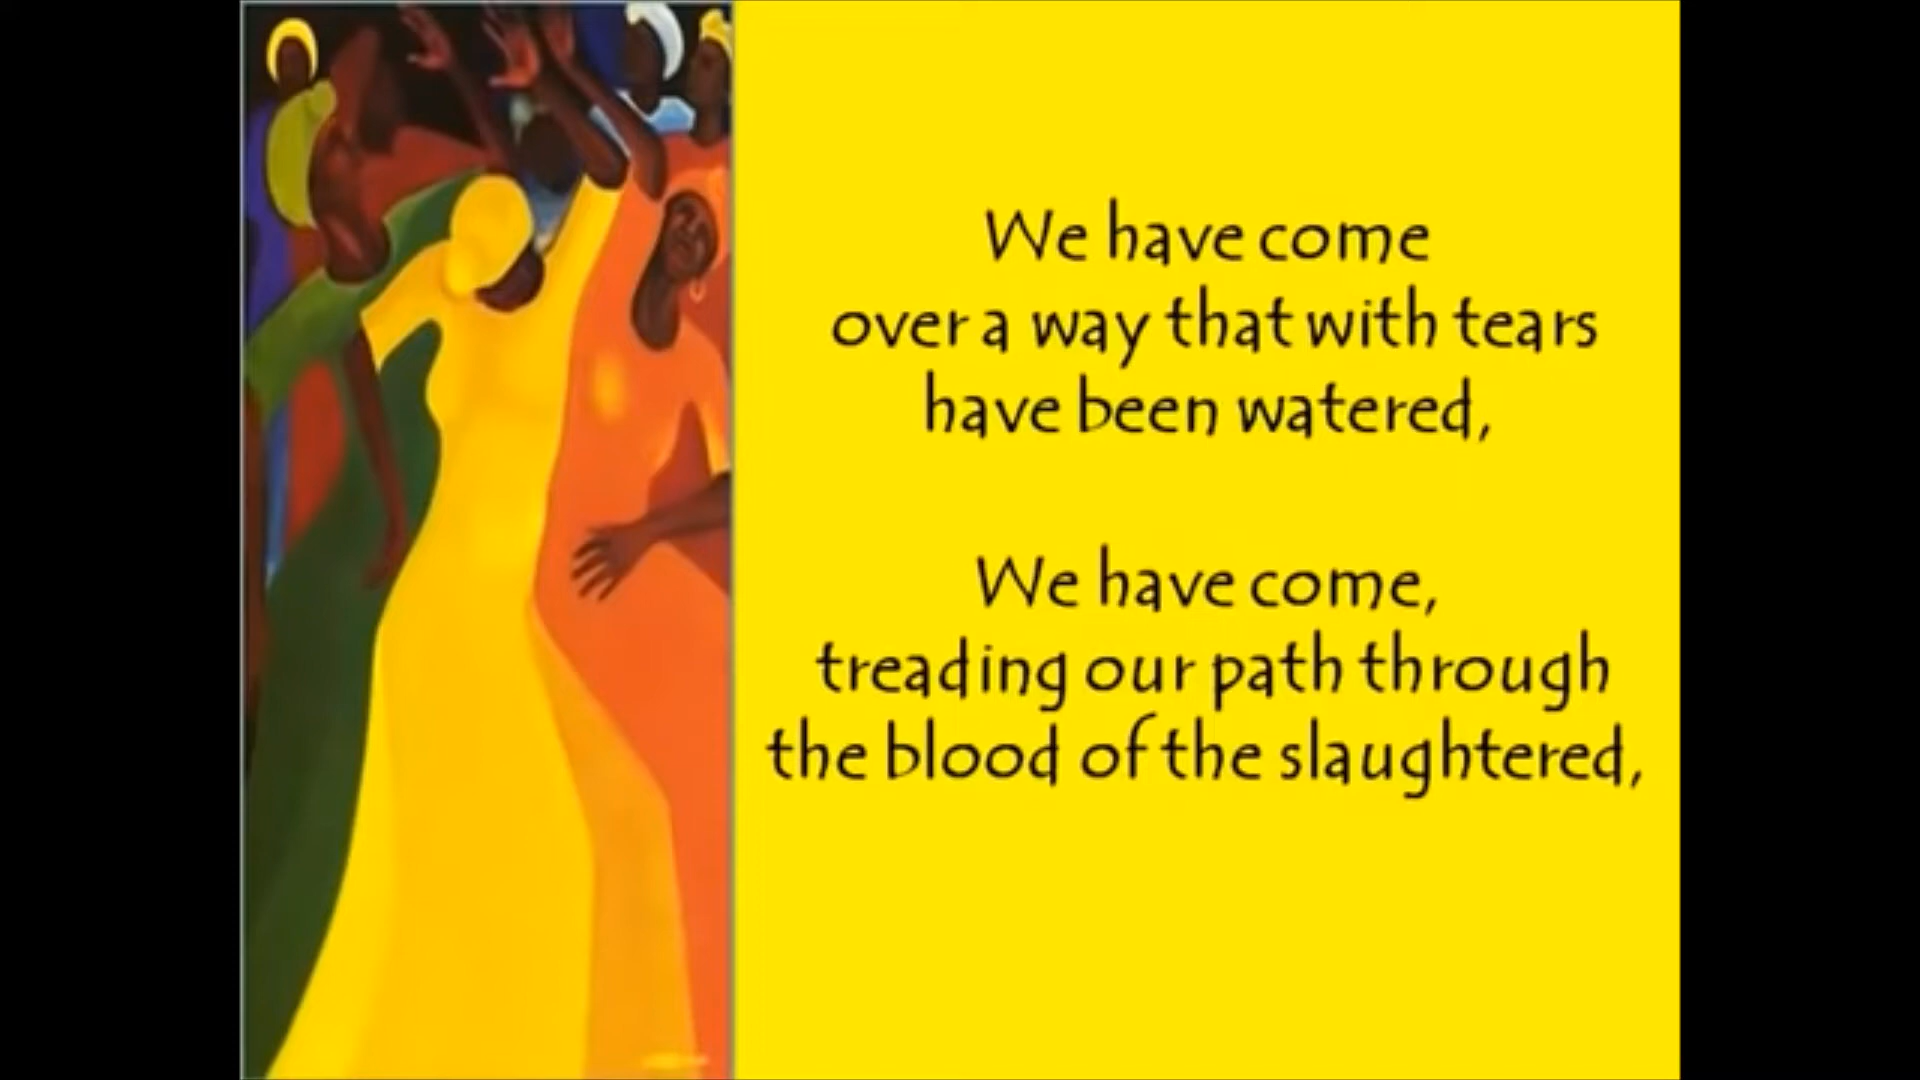 We have come
over a way that with tears
have been watered,
We have come,
treading our path through
the blood of the slaughtered,